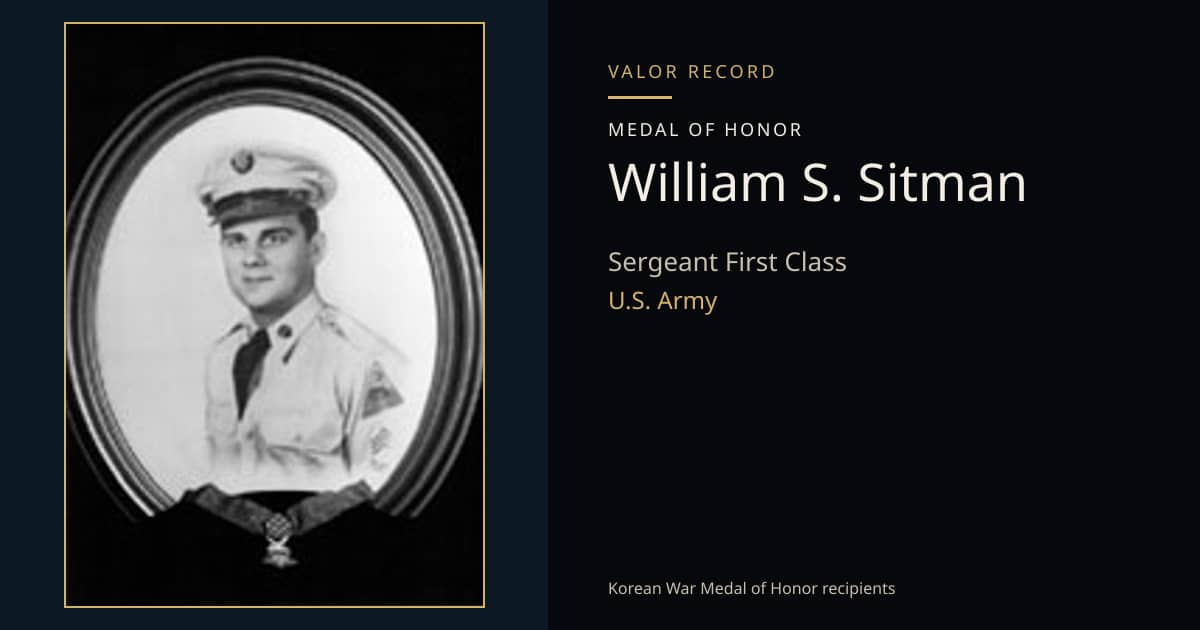 VALOR RECORD
MEDAL OF HONOR
William S. Sitman
Sergeant First Class
U.S. Army
Korean War Medal of Honor recipients